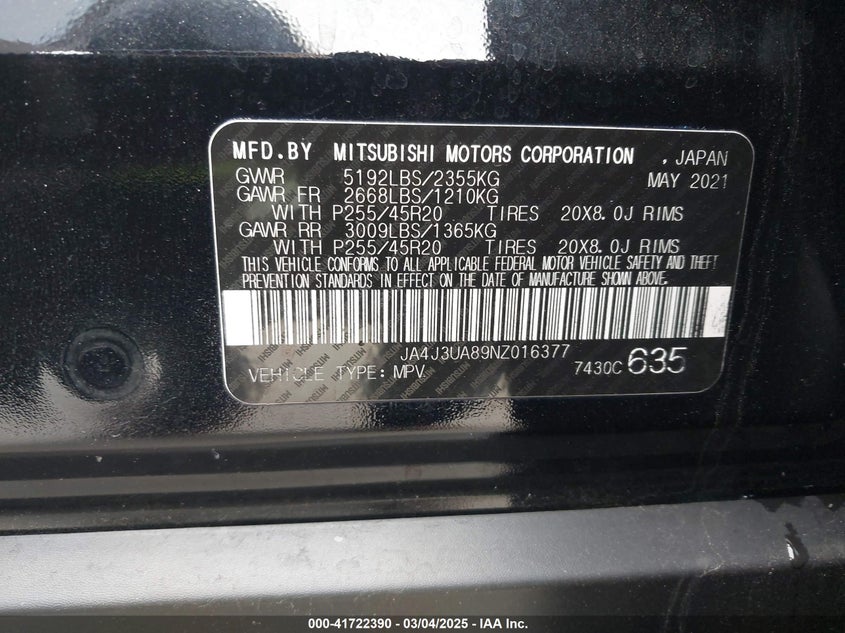 MFD.BY MITSUBISHI MOTORS CORPORATION , JAPAN
GVWR 5192LBS/2355KG MAY 2021
GAWR FR 2668LBS/1210KG
WITH P255/45R20 TIRES 20X8.0J RIMS
GAWR RR 3009LBS/1365KG
WITH P255/45R20 TIRES 20X8.0J RIMS
THIS VEHICLE CONFORMS TO ALL APPLICABLE FEDERAL MOTOR VEHICLE SAFETY AND THEFT
PREVENTION STANDARDS IN EFFECT ON THE DATE OF MANUFACTURE SHOWN ABOVE.
JA4J3UA89NZ016377
VEHICLE TYPE: MPV 7430C 635
000-41722390 - 03/04/2025 - IAA Inc.